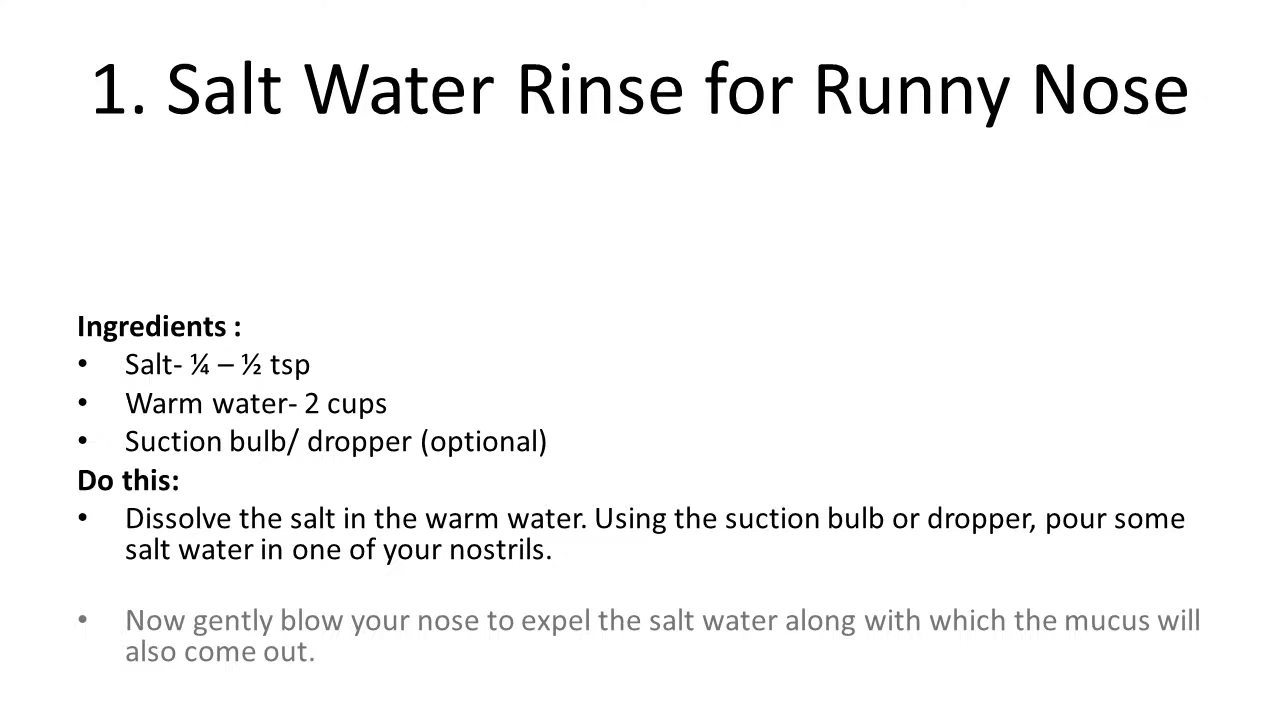 1. Salt Water Rinse for Runny Nose
Ingredients :
• Salt- ¼ – ½ tsp
• Warm water- 2 cups
• Suction bulb/ dropper (optional)
Do this:
• Dissolve the salt in the warm water. Using the suction bulb or dropper, pour some
salt water in one of your nostrils.
• Now gently blow your nose to expel the salt water along with which the mucus will
also come out.